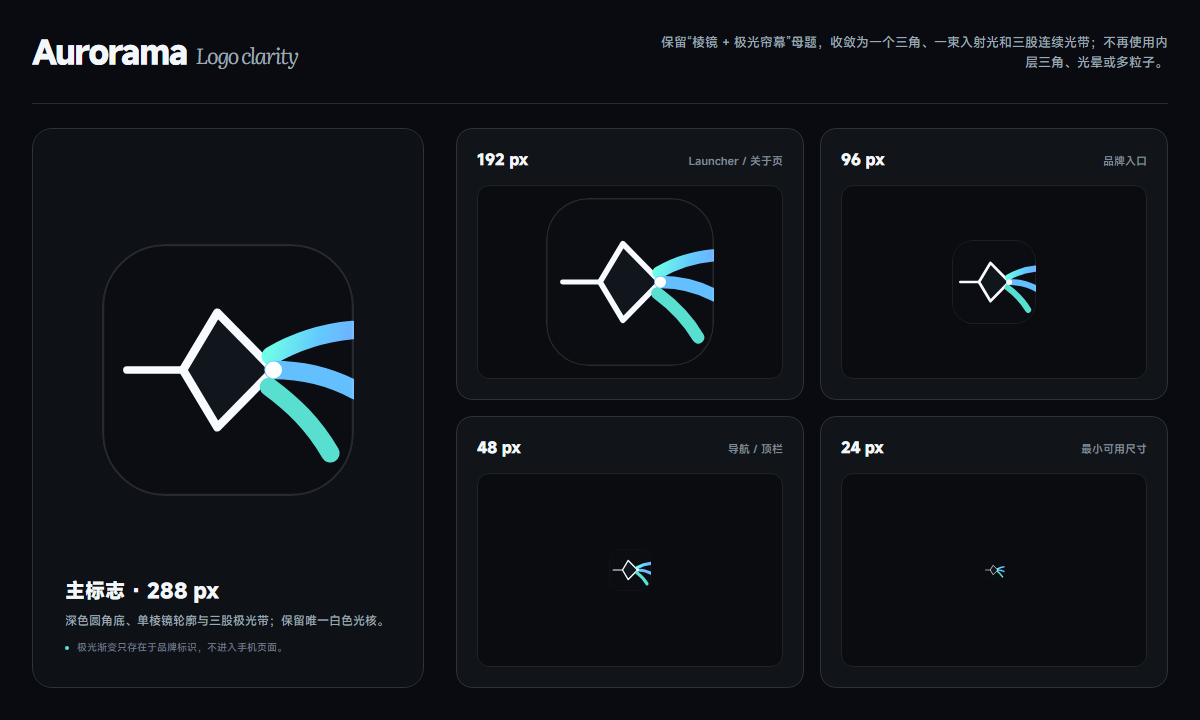 Aurorama Logo clarity
保留“棱镜 + 极光帘幕”母题，收敛为一个三角、一束入射光和三股连续光带；不再使用内
层三角、光晕或多粒子。
192 px
Launcher / 关于页
96 px
品牌入口
48 px
导航 / 顶栏
24 px
最小可用尺寸
主标志 · 288 px
深色圆角底、单棱镜轮廓与三股极光带；保留唯一白色光核。
极光渐变只存在于品牌标识，不进入手机页面。